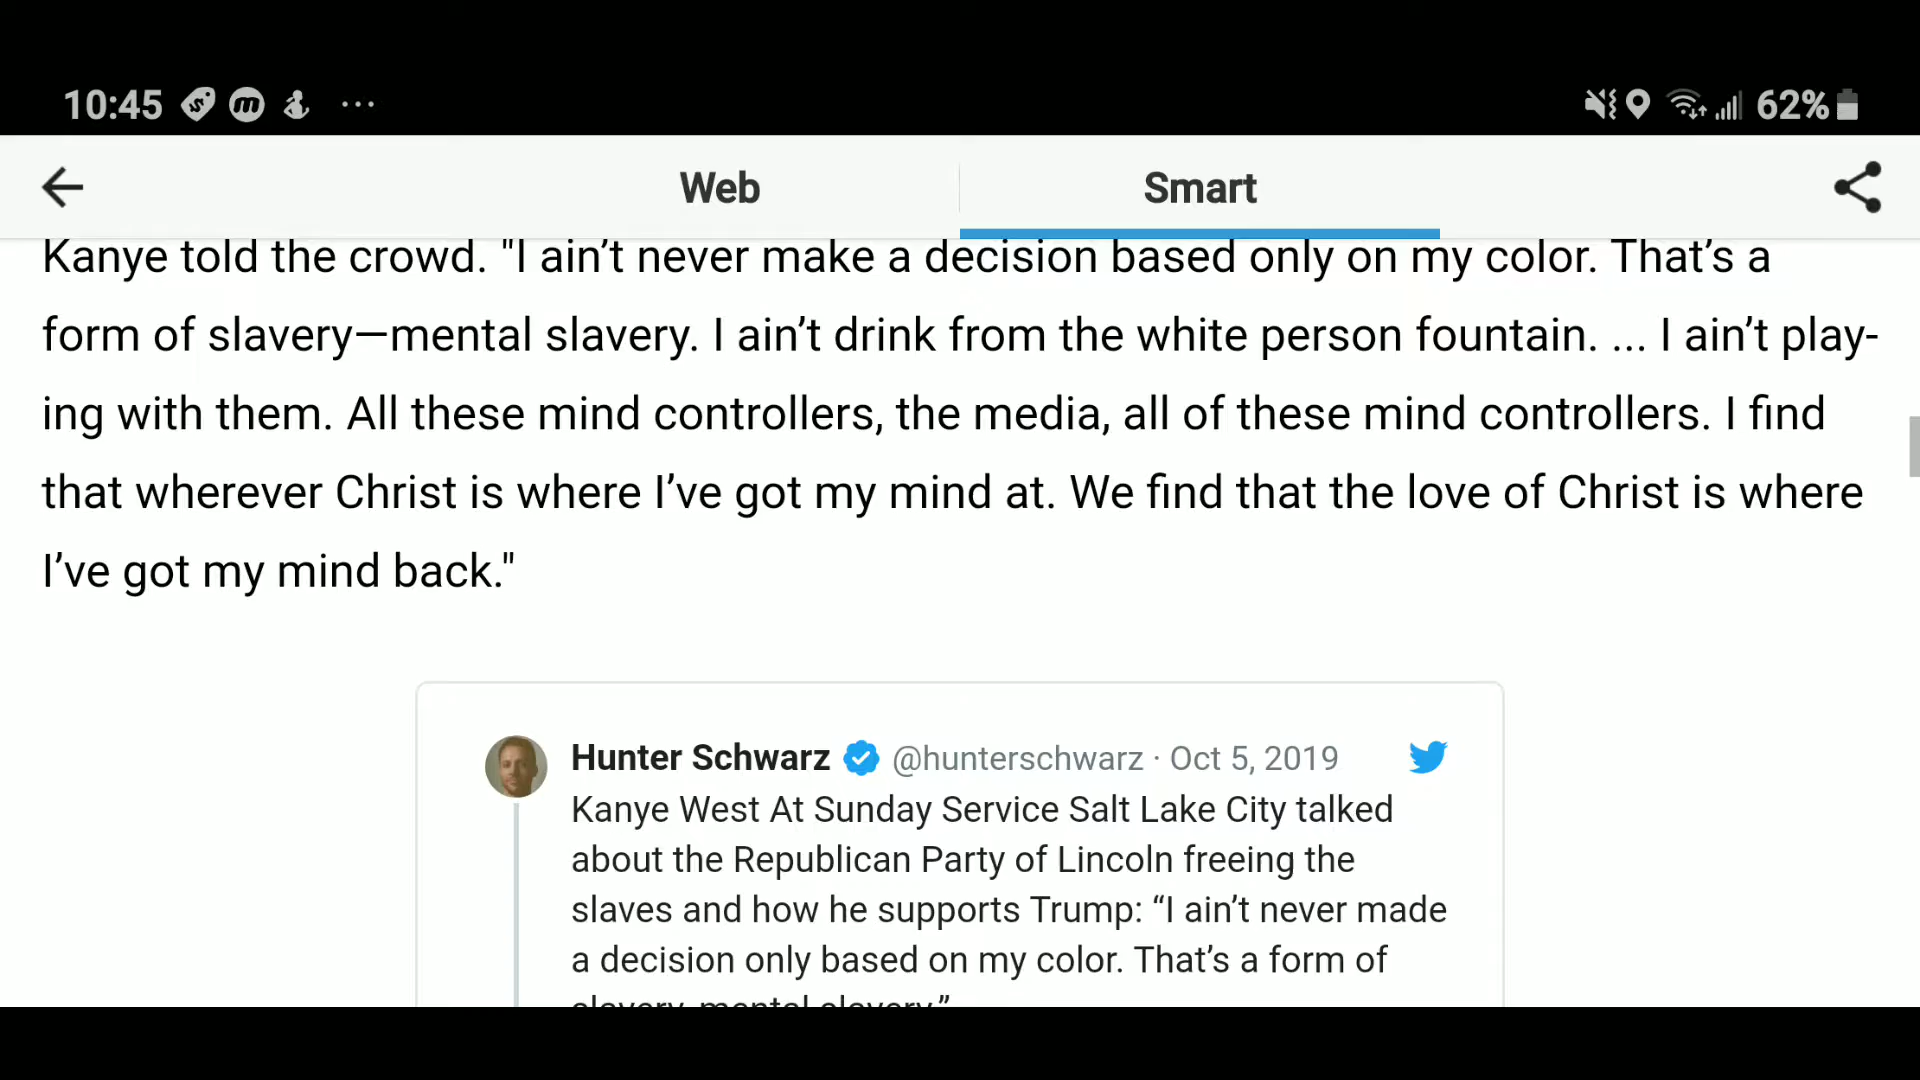 10:45 ... 62%
Web Smart
Kanye told the crowd. "I ain’t never make a decision based only on my color. That’s a
form of slavery—mental slavery. I ain’t drink from the white person fountain. ... I ain’t play-
ing with them. All these mind controllers, the media, all of these mind controllers. I find
that wherever Christ is where I’ve got my mind at. We find that the love of Christ is where
I’ve got my mind back."
Hunter Schwarz @hunterschwarz · Oct 5, 2019
Kanye West At Sunday Service Salt Lake City talked
about the Republican Party of Lincoln freeing the
slaves and how he supports Trump: “I ain’t never made
a decision only based on my color. That’s a form of
slavery, mental slavery.”